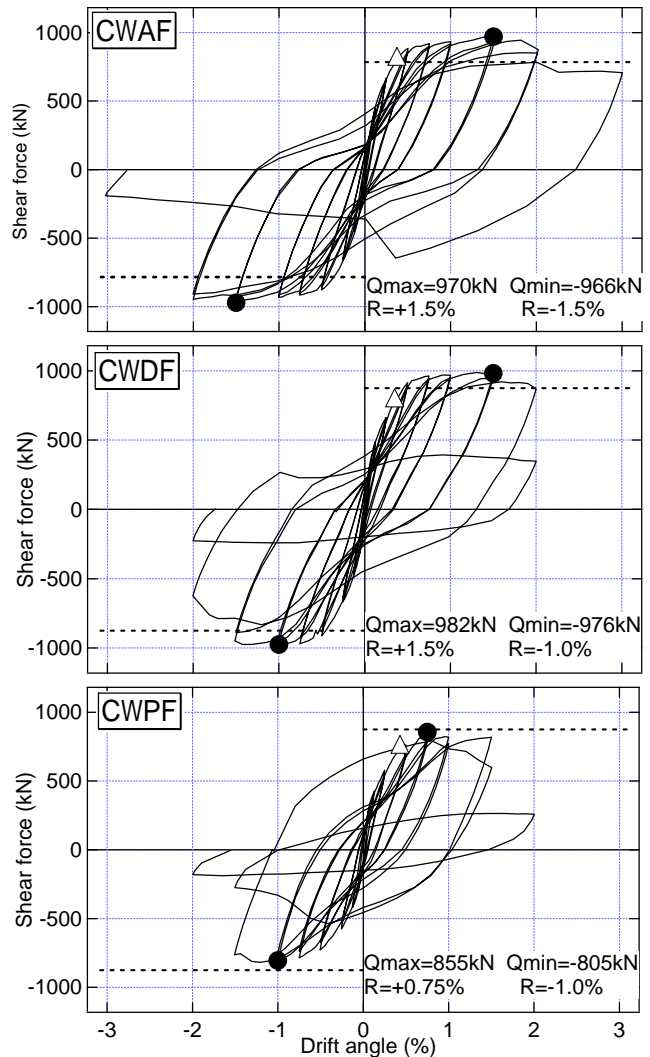 CWAF
1000
500
0
-500
-1000
Shear force (kN)
Qmax=970kN Qmin=-966kN
R=+1.5% R=-1.5%
CWDF
1000
500
0
-500
-1000
Shear force (kN)
Qmax=982kN Qmin=-976kN
R=+1.5% R=-1.0%
CWPF
1000
500
0
-500
-1000
Shear force (kN)
Qmax=855kN Qmin=-805kN
R=+0.75% R=-1.0%
-3 -2 -1 0 1 2 3
Drift angle (%)